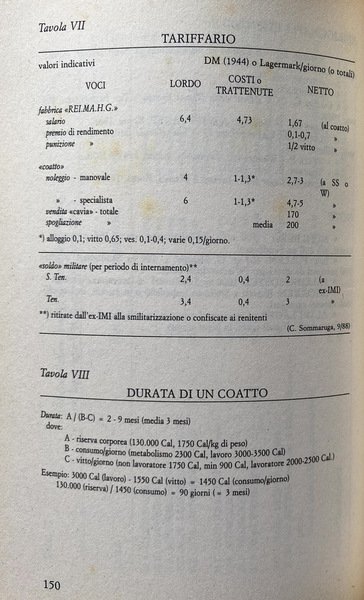 Tavola VII
TARIFFARIO
valori indicativi DM (1944) o Lagermark/giorno (o totali)
VOCI LORDO COSTI o TRATTENUTE NETTO
fabbrica «REI.MA.H.G.»
salario 6,4 4,73 1,67 (al coatto)
premio di rendimento 0,1-0,7 »
punizione » 1/2 vitto »
«coatto»
noleggio - manovale 4 1-1,3* 2,7-3 (a SS o W)
» - specialista 6 1-1,3* 4,7-5 »
vendita «cavia» - totale 170 »
spogliazione » media 200 »
*) alloggio 0,1; vitto 0,65; ves. 0,1-0,4; varie 0,15/giorno.
«soldo» militare (per periodo di internamento)**
S. Ten. 2,4 0,4 2 (a ex-IMI)
Ten. 3,4 0,4 3 »
**) ritirate dall'ex-IMI alla smilitarizzazione o confiscate ai renitenti
(C. Sommaruga, 9/88)
Tavola VIII
DURATA DI UN COATTO
Durata: A / (B-C) = 2 - 9 mesi (media 3 mesi)
dove:
A - riserva corporea (130.000 Cal, 1750 Cal/kg di peso)
B - consumo/giorno (metabolismo 2300 Cal, lavoro 3000-3500 Cal)
C - vitto/giorno (non lavoratore 1750 Cal, min 900 Cal, lavoratore 2000-2500 Cal.)
Esempio: 3000 Cal (lavoro) - 1550 Cal (vitto) = 1450 Cal (consumo/giorno)
130.000 (riserva) / 1450 (consumo) = 90 giorni ( = 3 mesi)
150